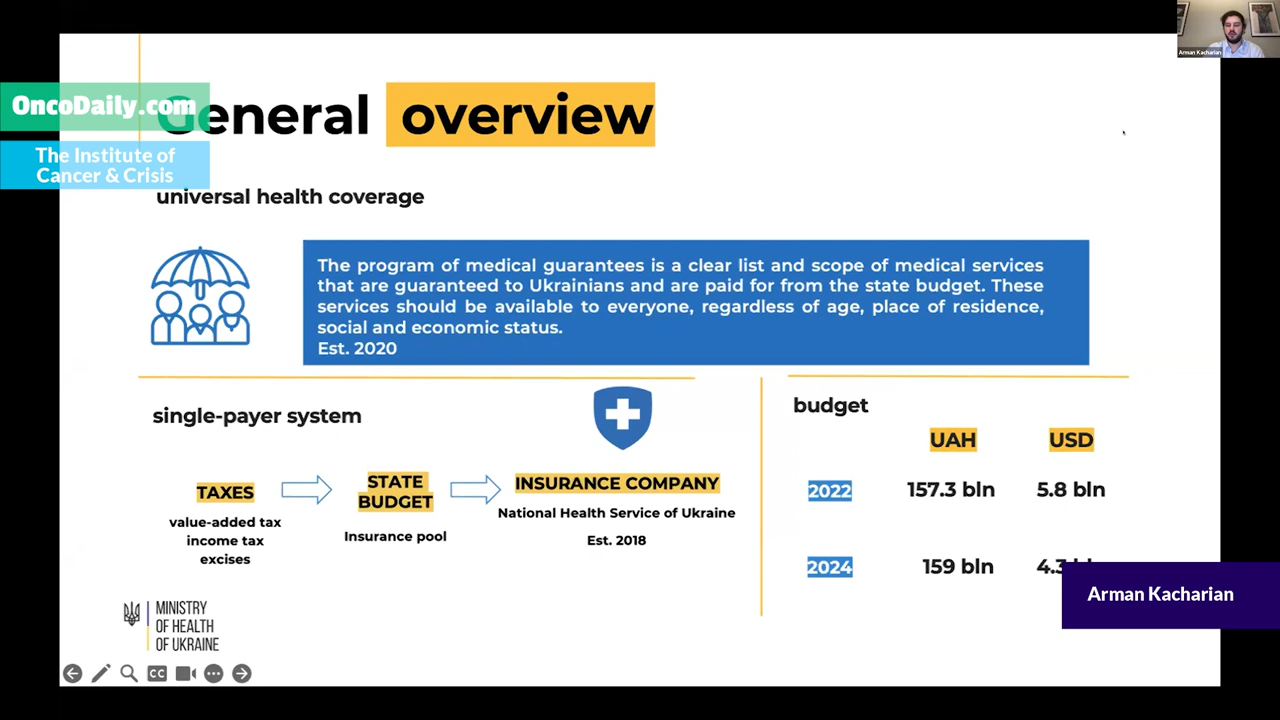 Arman Kacharian
OncoDaily.com
The Institute of
Cancer & Crisis
General overview
universal health coverage
The program of medical guarantees is a clear list and scope of medical services
that are guaranteed to Ukrainians and are paid for from the state budget. These
services should be available to everyone, regardless of age, place of residence,
social and economic status.
Est. 2020
single-payer system
TAXES
value-added tax
income tax
excises
STATE
BUDGET
Insurance pool
INSURANCE COMPANY
National Health Service of Ukraine
Est. 2018
budget
UAH USD
2022 157.3 bln 5.8 bln
2024 159 bln
Arman Kacharian
MINISTRY
OF HEALTH
OF UKRAINE
CC